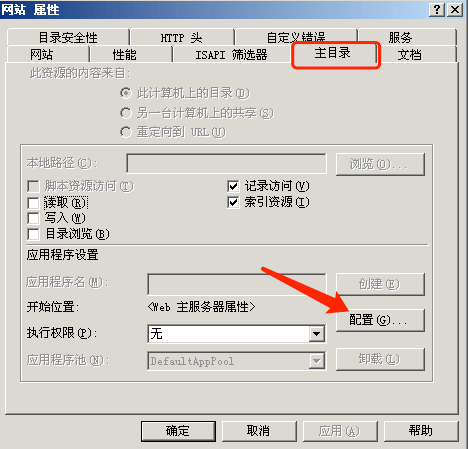 网站 属性
目录安全性 HTTP 头 自定义错误 服务
网站 性能 ISAPI 筛选器 主目录 文档
此资源的内容来自:
此计算机上的目录(D)
另一台计算机上的共享(S)
重定向到 URL(U)
本地路径(C): 浏览(O)...
脚本资源访问(T) 记录访问(V)
读取(R) 索引资源(I)
写入(W)
目录浏览(B)
应用程序设置
应用程序名(M): 创建(E)
开始位置: <Web 主服务器属性>
配置(G)...
执行权限(P): 无
应用程序池(N): DefaultAppPool 卸载(L)
确定 取消 应用(A) 帮助